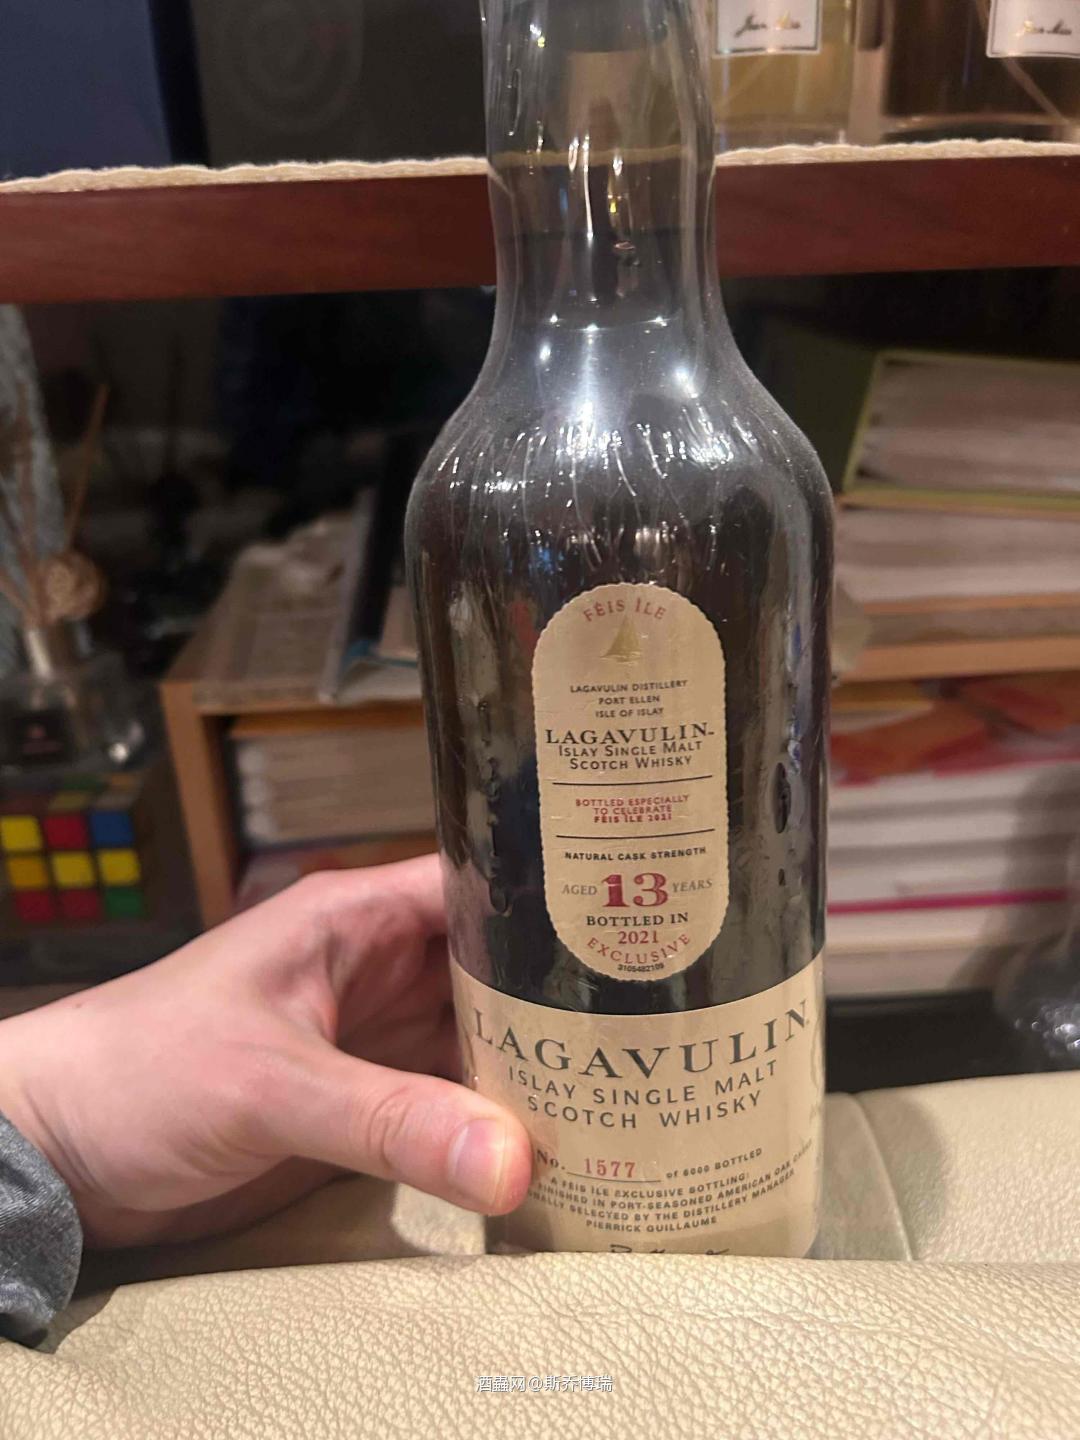 FÈIS ÌLE
LAGAVULIN DISTILLERY
PORT ELLEN
ISLE OF ISLAY
LAGAVULIN
ISLAY SINGLE MALT
SCOTCH WHISKY
BOTTLED ESPECIALLY
TO CELEBRATE
FÈIS ÌLE 2021
NATURAL CASK STRENGTH
AGED 13 YEARS
BOTTLED IN
2021
EXCLUSIVE
3105482109
LAGAVULIN
ISLAY SINGLE MALT
SCOTCH WHISKY
No. 1577 of 6000 BOTTLED
A FÈIS ÌLE EXCLUSIVE BOTTLING:
FINISHED IN PORT-SEASONED AMERICAN OAK CASKS
SELECTED BY THE DISTILLERY MANAGER
PIERRICK GUILLAUME
酒蟲网@斯乔博瑞